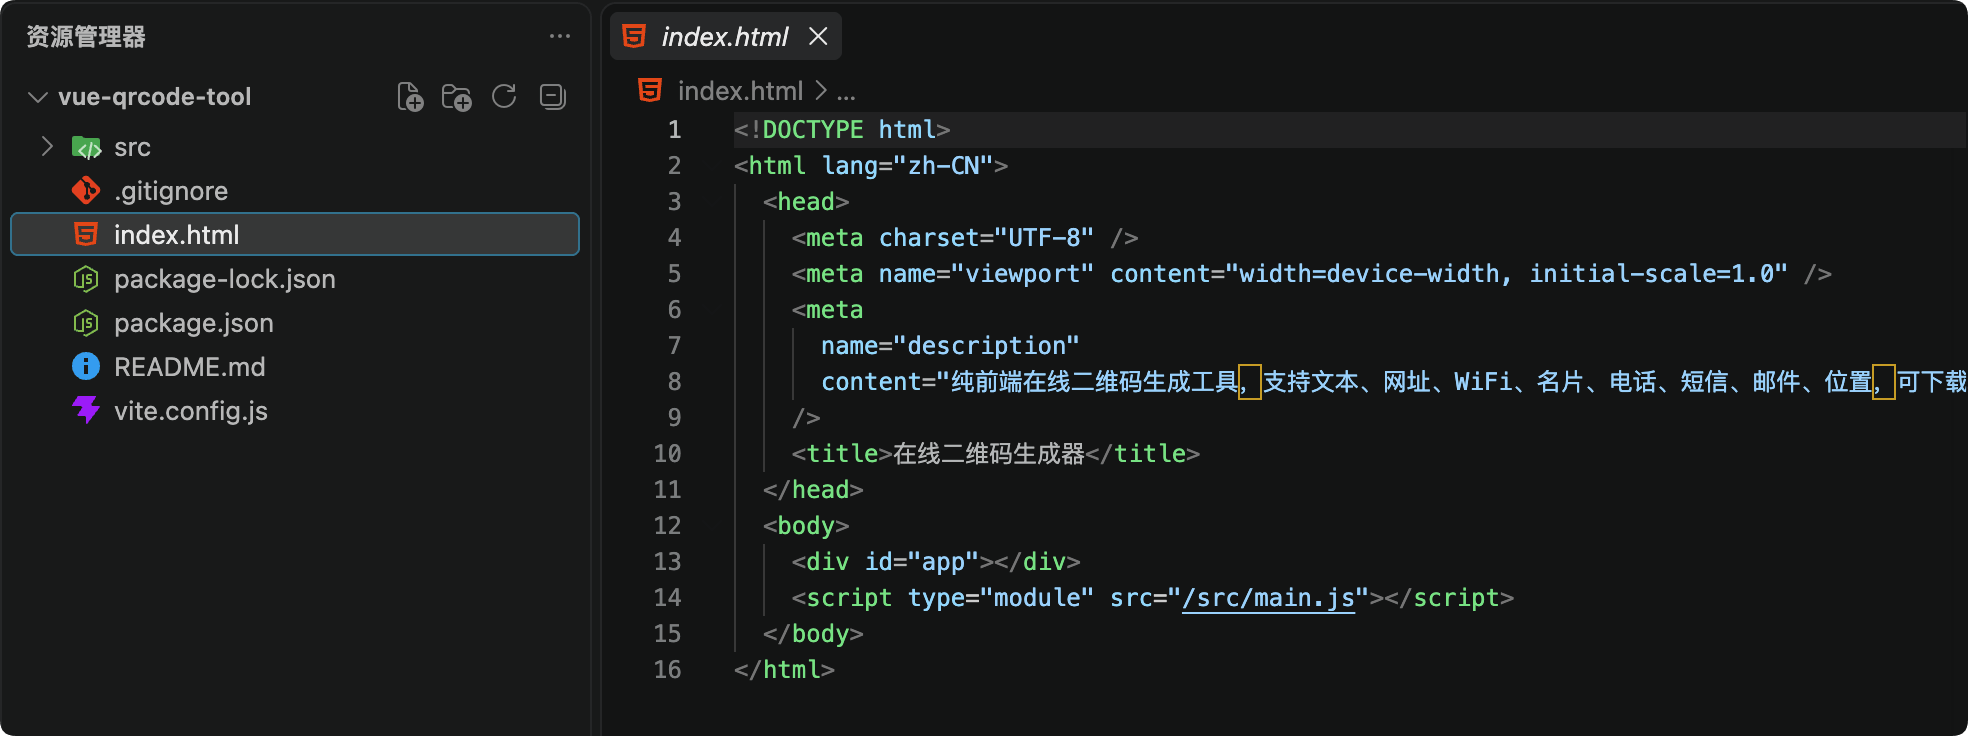 资源管理器
vue-qrcode-tool
src
.gitignore
index.html
package-lock.json
package.json
README.md
vite.config.js
index.html
index.html > ...
1 <!DOCTYPE html>
2 <html lang="zh-CN">
3 <head>
4 <meta charset="UTF-8" />
5 <meta name="viewport" content="width=device-width, initial-scale=1.0" />
6 <meta
7 name="description"
8 content="纯前端在线二维码生成工具，支持文本、网址、WiFi、名片、电话、短信、邮件、位置，可下载
9 />
10 <title>在线二维码生成器</title>
11 </head>
12 <body>
13 <div id="app"></div>
14 <script type="module" src="/src/main.js"></script>
15 </body>
16 </html>